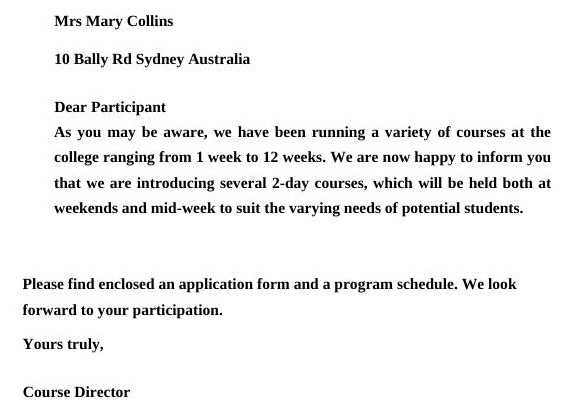 Mrs Mary Collins
10 Bally Rd Sydney Australia
Dear Participant
As you may be aware, we have been running a variety of courses at the
college ranging from 1 week to 12 weeks. We are now happy to inform you
that we are introducing several 2-day courses, which will be held both at
weekends and mid-week to suit the varying needs of potential students.
Please find enclosed an application form and a program schedule. We look
forward to your participation.
Yours truly,
Course Director